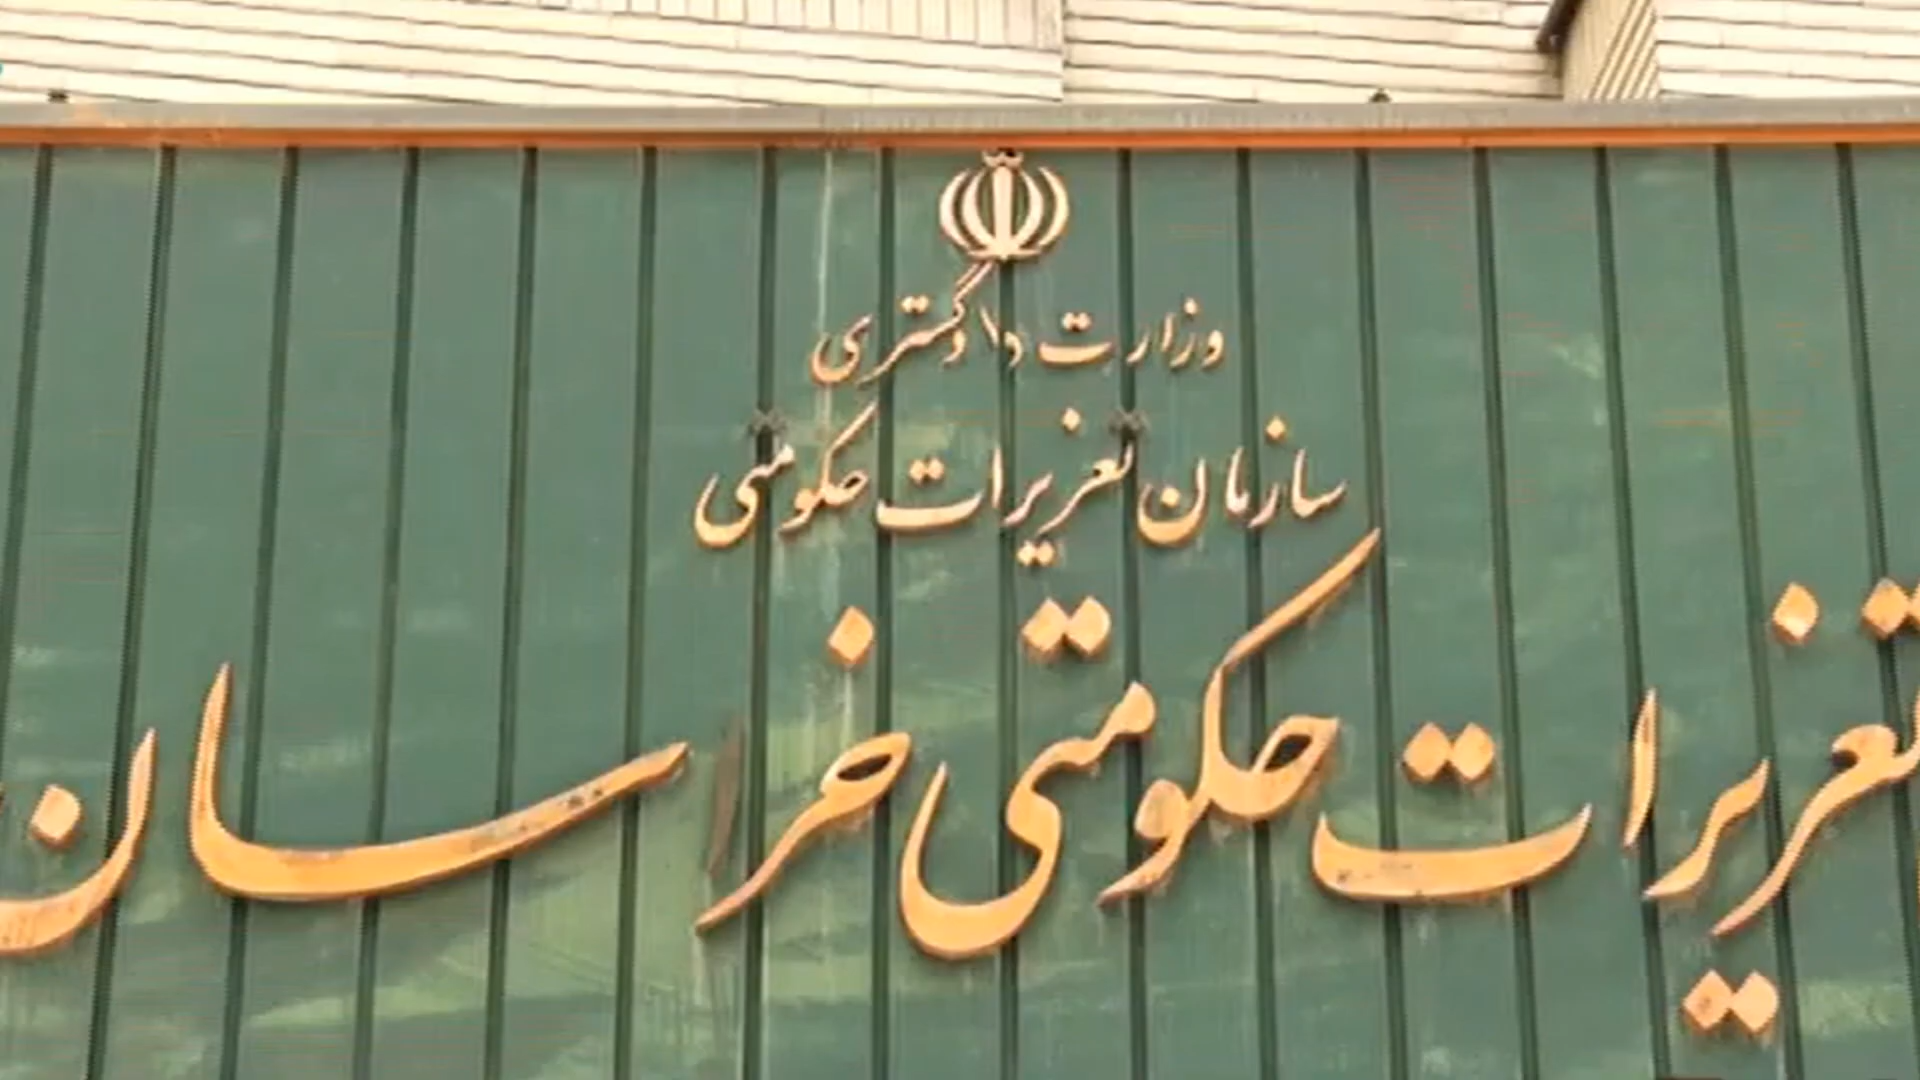 وزارت دادگستری
سازمان تعزیرات حکومتی
تعزیرات حکومتی خراسان